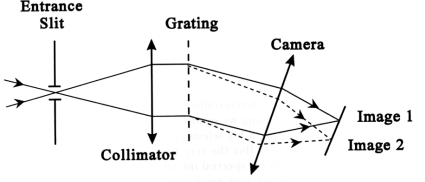 Entrance
Slit
Grating
Camera
Collimator
Image 1
Image 2